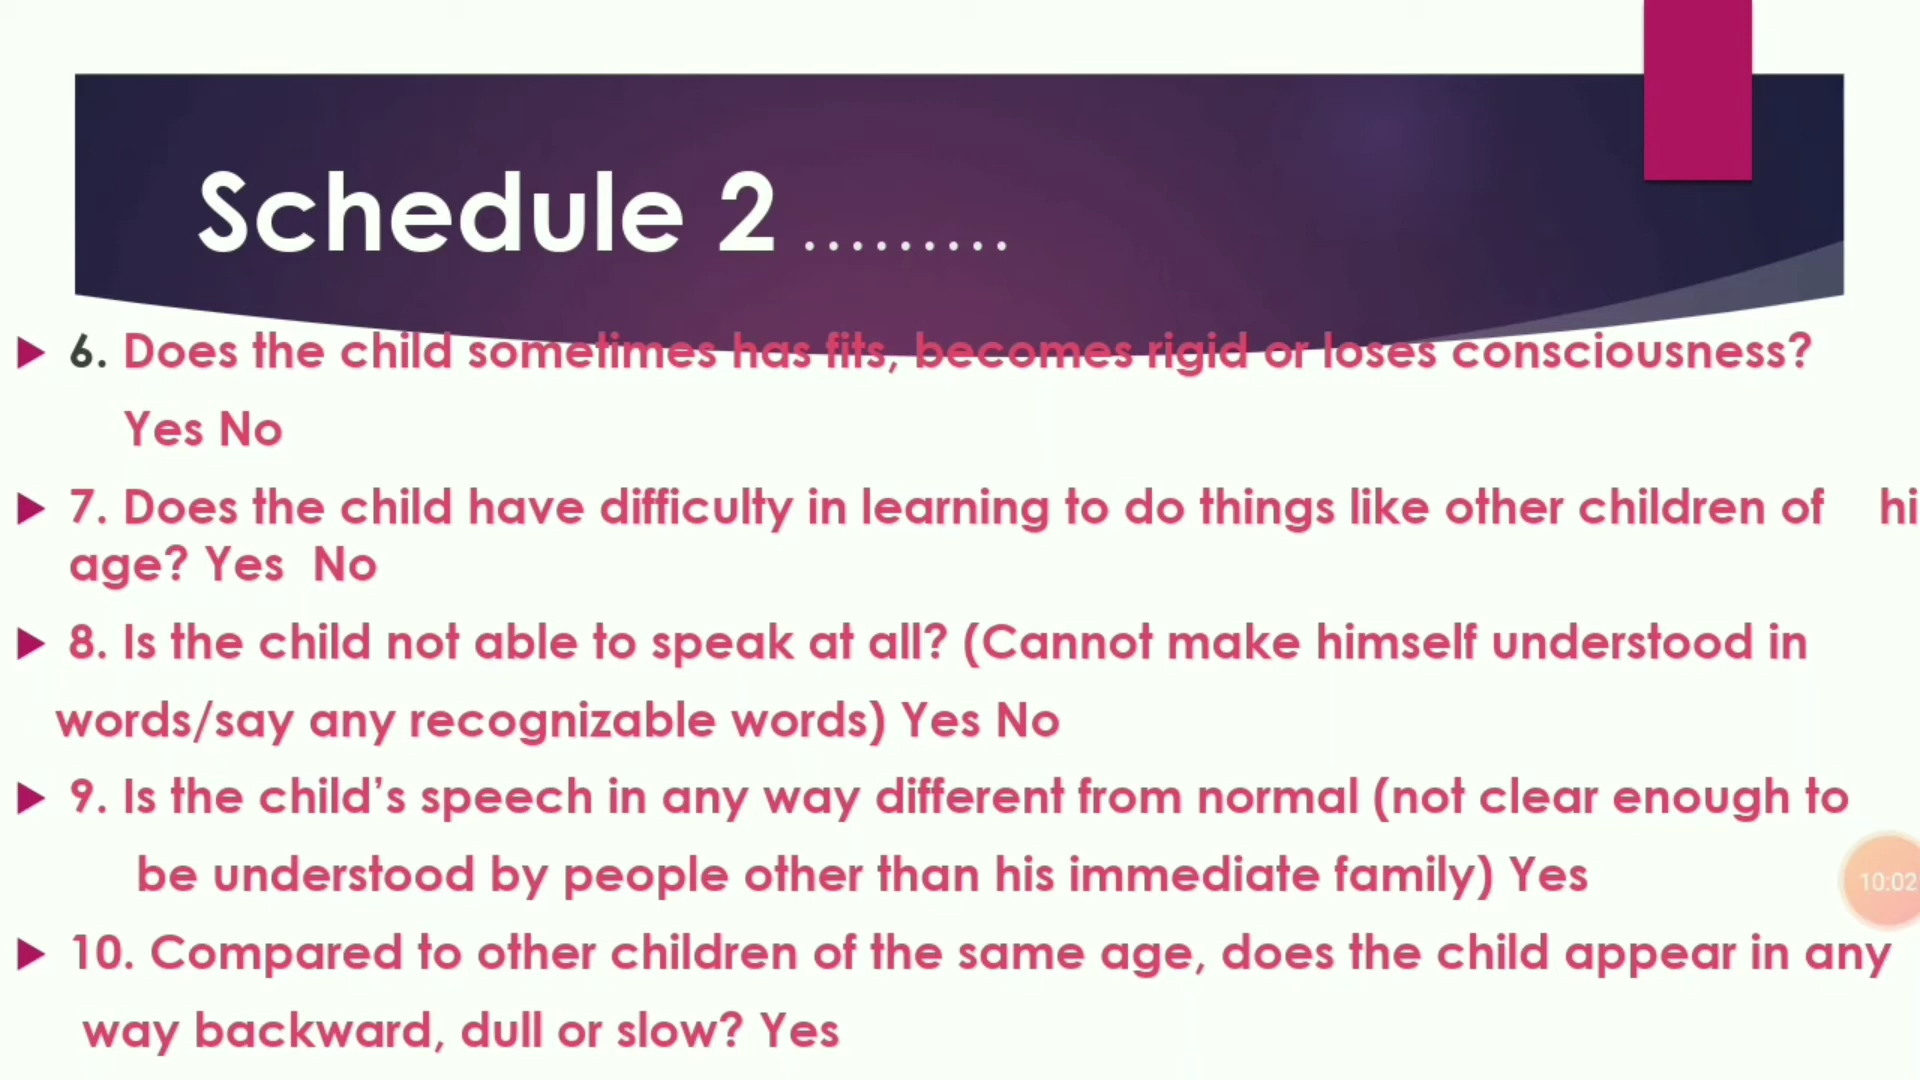 Schedule 2 .........
6. Does the child sometimes has fits, becomes rigid or loses consciousness?
Yes No
7. Does the child have difficulty in learning to do things like other children of hi
age? Yes No
8. Is the child not able to speak at all? (Cannot make himself understood in
words/say any recognizable words) Yes No
9. Is the child’s speech in any way different from normal (not clear enough to
be understood by people other than his immediate family) Yes
10:02
10. Compared to other children of the same age, does the child appear in any
way backward, dull or slow? Yes